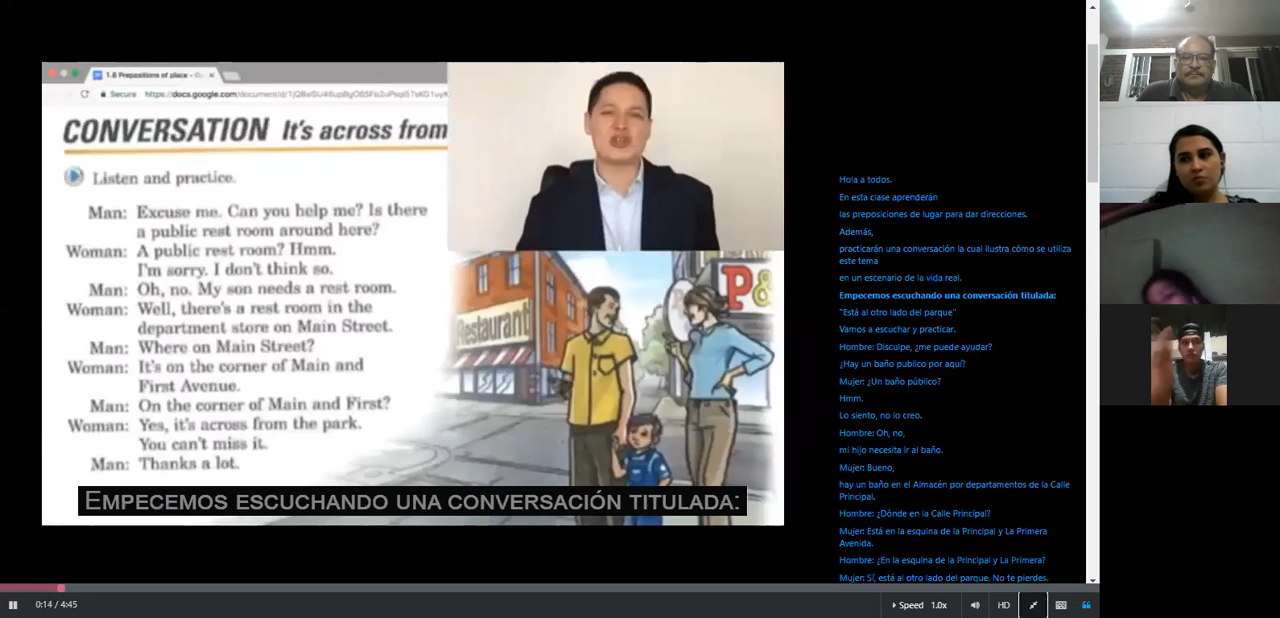 1.6 Prepositions of place - Go
Secure
CONVERSATION It's across from
Listen and practice.
Man: Excuse me. Can you help me? Is there
a public rest room around here?
Woman: A public rest room? Hmm.
I'm sorry. I don't think so.
Man: Oh, no. My son needs a rest room.
Woman: Well, there's a rest room in the
department store on Main Street.
Man: Where on Main Street?
Woman: It's on the corner of Main and
First Avenue.
Man: On the corner of Main and First?
Woman: Yes, it's across from the park.
You can't miss it.
Man: Thanks a lot.
Restaurant
P&
EMPECEMOS ESCUCHANDO UNA CONVERSACIÓN TITULADA:
Hola a todos.
En esta clase aprenderán
las preposiciones de lugar para dar direcciones.
Además,
practicarán una conversación la cual ilustra cómo se utiliza
este tema
en un escenario de la vida real.
Empecemos escuchando una conversación titulada:
"Está al otro lado del parque"
Vamos a escuchar y practicar.
Hombre: Disculpe, ¿me puede ayudar?
¿Hay un baño publico por aquí?
Mujer: ¿Un baño público?
Hmm.
Lo siento, no lo creo.
Hombre: Oh, no,
mi hijo necesita ir al baño.
Mujer: Bueno,
hay un baño en el Almacén por departamentos de la Calle
Principal.
Hombre: ¿Dónde en la Calle Principal?
Mujer: Está en la esquina de la Principal y La Primera
Avenida.
Hombre: ¿En la esquina de la Principal y La Primera?
Mujer: Sí, está al otro lado del parque. No te pierdes.
0:14 / 4:45
Speed 1.0x
HD